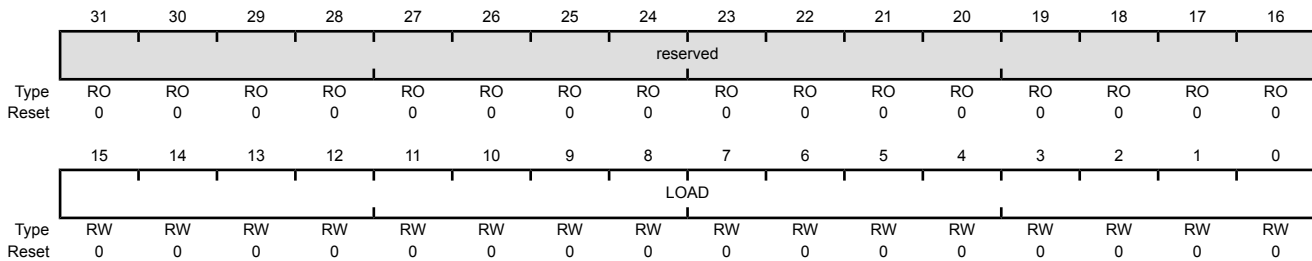 31 30 29 28 27 26 25 24 23 22 21 20 19 18 17 16
reserved
Type RO RO RO RO RO RO RO RO RO RO RO RO RO RO RO RO
Reset 0 0 0 0 0 0 0 0 0 0 0 0 0 0 0 0
15 14 13 12 11 10 9 8 7 6 5 4 3 2 1 0
LOAD
Type RW RW RW RW RW RW RW RW RW RW RW RW RW RW RW RW
Reset 0 0 0 0 0 0 0 0 0 0 0 0 0 0 0 0